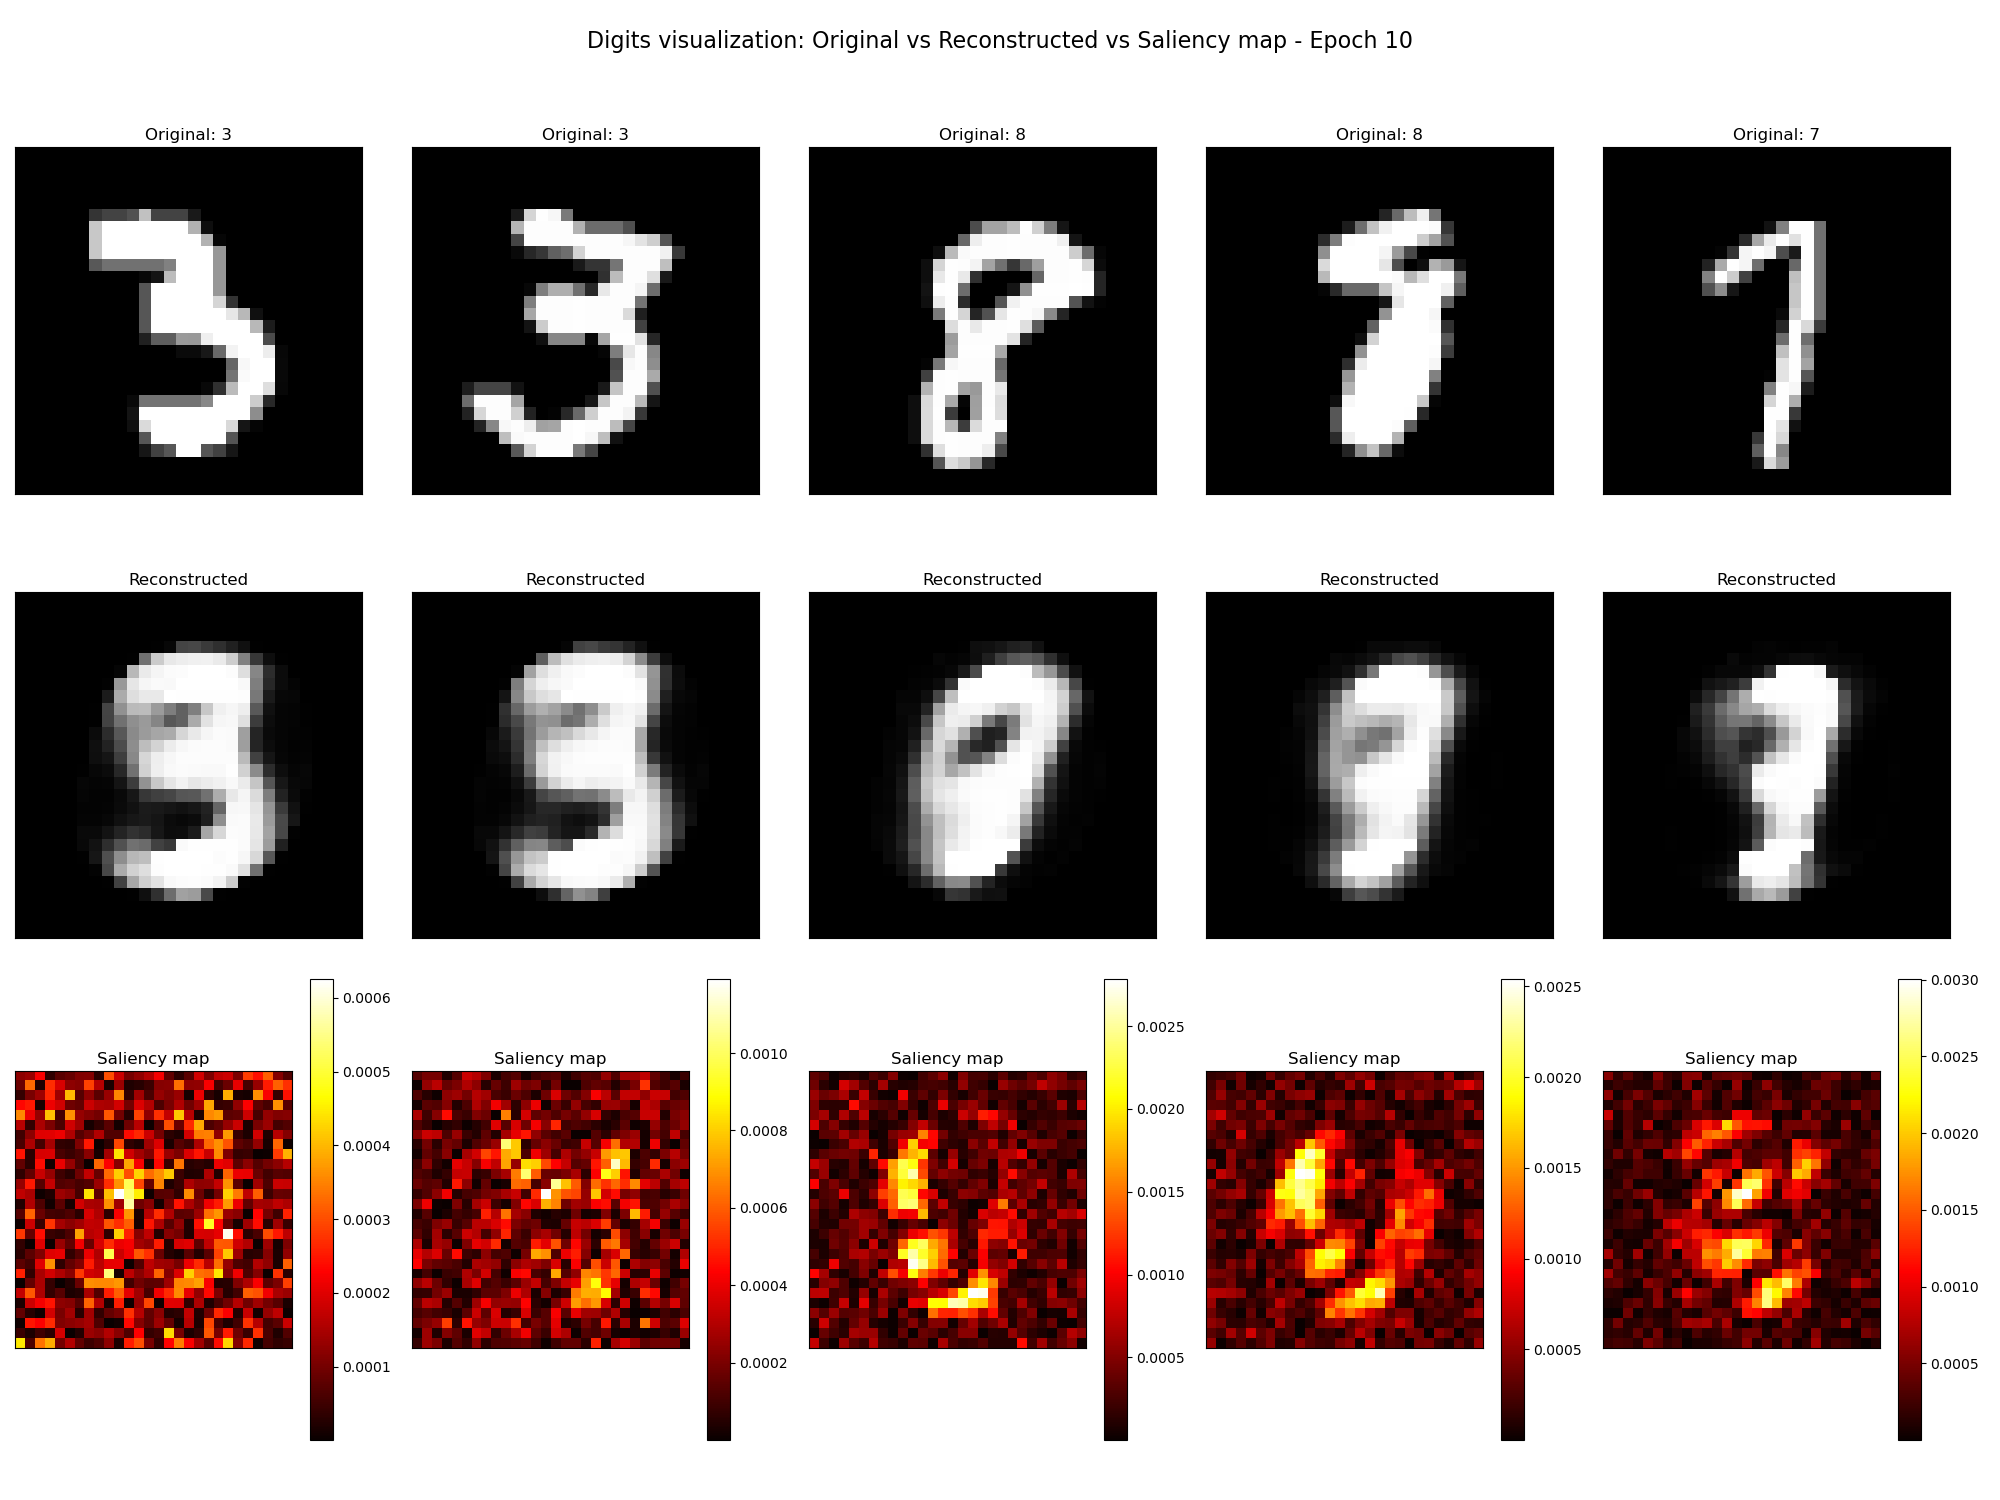 Digits visualization: Original vs Reconstructed vs Saliency map - Epoch 10
Original: 3
Original: 3
Original: 8
Original: 8
Original: 7
Reconstructed
Reconstructed
Reconstructed
Reconstructed
Reconstructed
Saliency map
0.0006
0.0005
0.0004
0.0003
0.0002
0.0001
Saliency map
0.0010
0.0008
0.0006
0.0004
0.0002
Saliency map
0.0025
0.0020
0.0015
0.0010
0.0005
Saliency map
0.0025
0.0020
0.0015
0.0010
0.0005
Saliency map
0.0030
0.0025
0.0020
0.0015
0.0010
0.0005